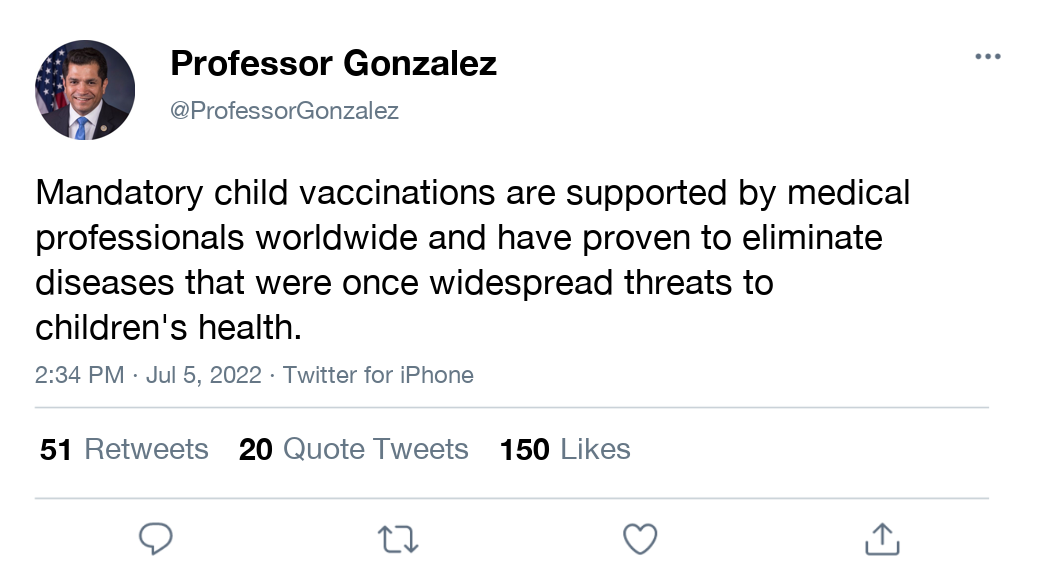 Professor Gonzalez
@ProfessorGonzalez
Mandatory child vaccinations are supported by medical
professionals worldwide and have proven to eliminate
diseases that were once widespread threats to
children's health.
2:34 PM · Jul 5, 2022 · Twitter for iPhone
51 Retweets 20 Quote Tweets 150 Likes